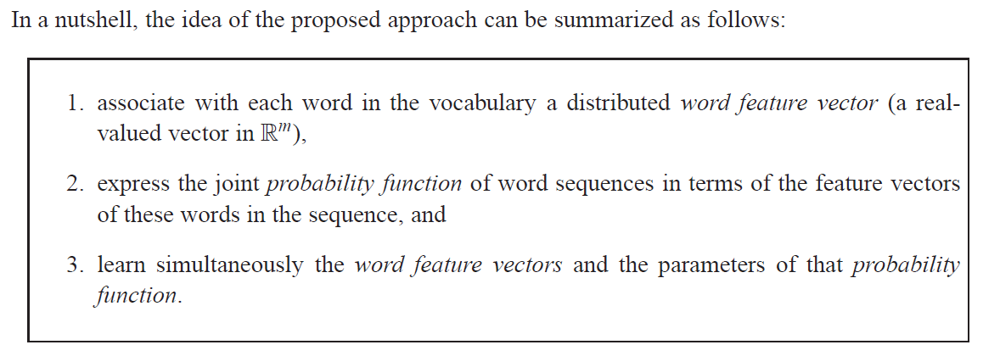 In a nutshell, the idea of the proposed approach can be summarized as follows:
1. associate with each word in the vocabulary a distributed word feature vector (a real-
valued vector in ℝᵐ),
2. express the joint probability function of word sequences in terms of the feature vectors
of these words in the sequence, and
3. learn simultaneously the word feature vectors and the parameters of that probability
function.